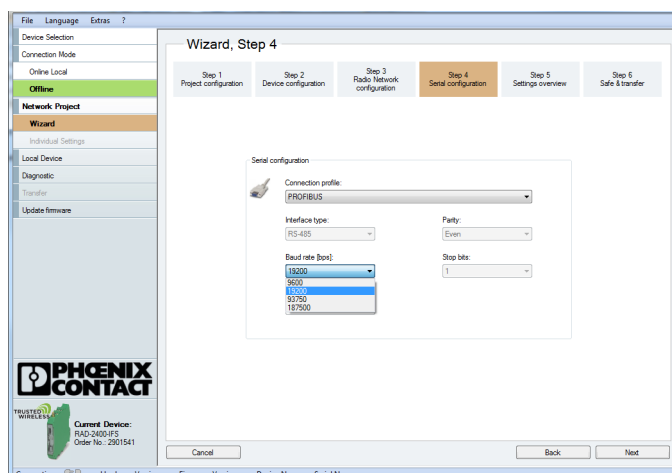 File Language Extras ?
Device Selection
Connection Mode
Online Local
Offline
Network Project
Wizard
Individual Settings
Local Device
Diagnostic
Transfer
Update firmware
PHŒNIX
CONTACT
TRUSTED
WIRELESS
Current Device:
RAD-2400-IFS
Order No.: 2901541
Wizard, Step 4
Step 1
Project configuration
Step 2
Device configuration
Step 3
Radio Network
configuration
Step 4
Serial configuration
Step 5
Settings overview
Step 6
Safe & transfer
Serial configuration
Connection profile:
PROFIBUS
Interface type:
RS-485
Parity:
Even
Baud rate [bps]:
19200
Stop bits:
1
9600
19200
93750
187500
Cancel
Back
Next